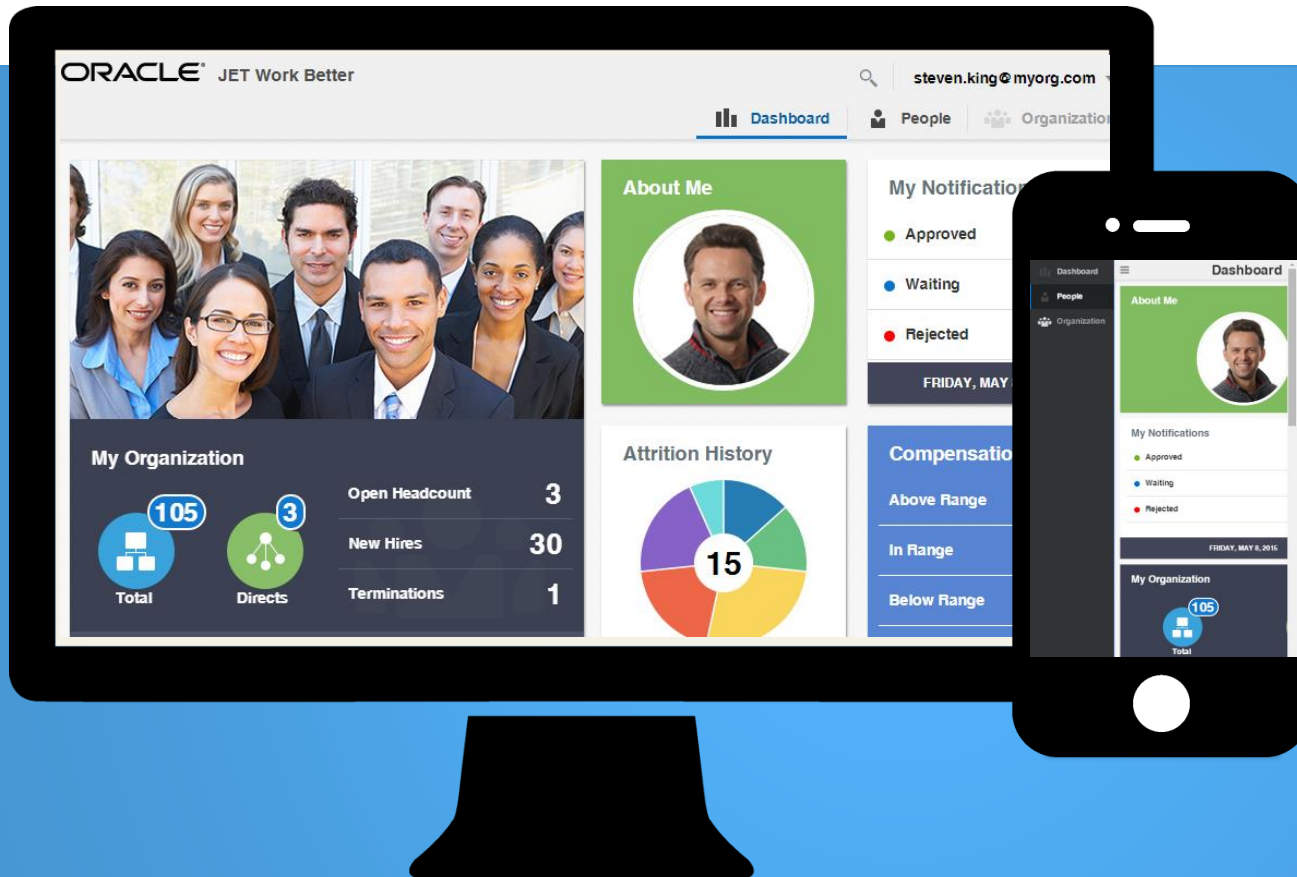 ORACLE® JET Work Better
steven.king@myorg.com
Dashboard People Organization
About Me
My Notification
Approved
Waiting
Rejected
FRIDAY, MAY
My Organization
105
Total
3
Directs
Open Headcount 3
New Hires 30
Terminations 1
Attrition History
15
Compensatio
Above Range
In Range
Below Range
Dashboard
People
Organization
Dashboard
About Me
My Notifications
Approved
Waiting
Rejected
FRIDAY, MAY 8, 2015
My Organization
105
Total